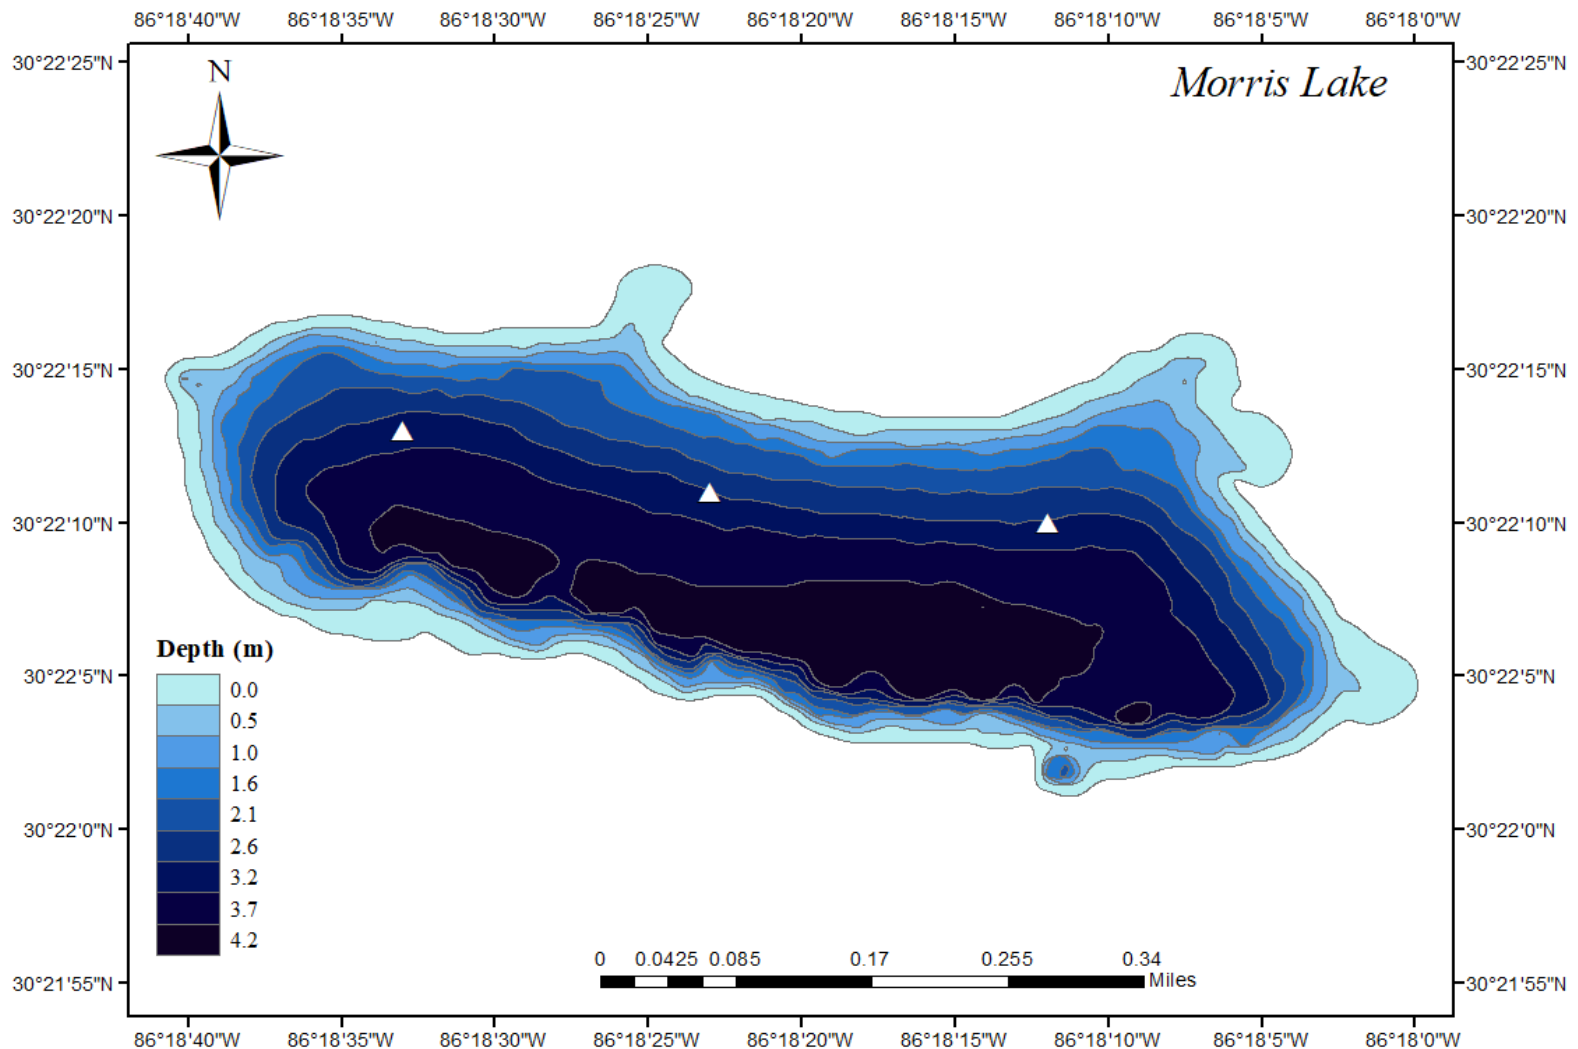 86°18'40"W 86°18'35"W 86°18'30"W 86°18'25"W 86°18'20"W 86°18'15"W 86°18'10"W 86°18'5"W 86°18'0"W
30°22'25"N 30°22'25"N
N
Morris Lake
30°22'20"N 30°22'20"N
30°22'15"N 30°22'15"N
30°22'10"N 30°22'10"N
30°22'5"N 30°22'5"N
30°22'0"N 30°22'0"N
30°21'55"N 30°21'55"N
Depth (m)
0.0
0.5
1.0
1.6
2.1
2.6
3.2
3.7
4.2
0 0.0425 0.085 0.17 0.255 0.34
Miles
86°18'40"W 86°18'35"W 86°18'30"W 86°18'25"W 86°18'20"W 86°18'15"W 86°18'10"W 86°18'5"W 86°18'0"W